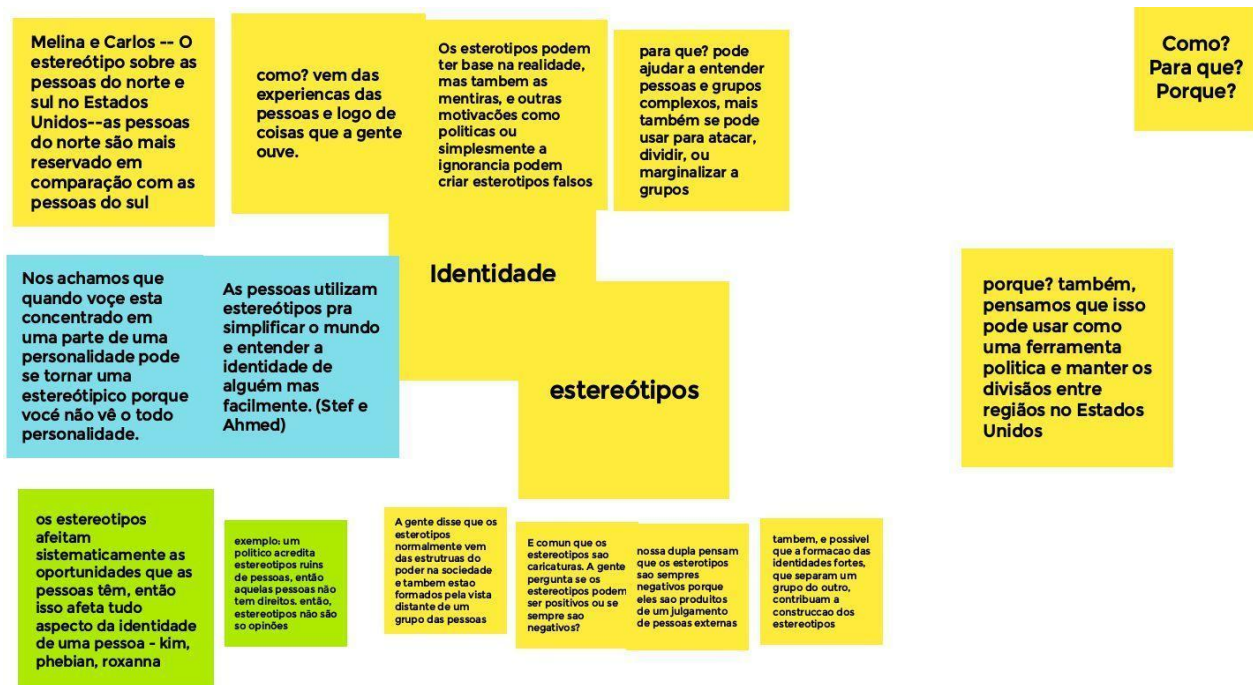 Melina e Carlos -- O
estereótipo sobre as
pessoas do norte e
sul no Estados
Unidos--as pessoas
do norte são mais
reservado em
comparação com as
pessoas do sul
como? vem das
experiencas das
pessoas e logo de
coisas que a gente
ouve.
Os esterotipos podem
ter base na realidade,
mas tambem as
mentiras, e outras
motivacões como
politicas ou
simplesmente a
ignorancia podem
criar esterotipos falsos
para que? pode
ajudar a entender
pessoas e grupos
complexos, mais
também se pode
usar para atacar,
dividir, ou
marginalizar a
grupos
Como?
Para que?
Porque?
Identidade
estereótipos
Nos achamos que
quando voçe esta
concentrado em
uma parte de uma
personalidade pode
se tornar uma
estereótipico porque
vocé não vê o todo
personalidade.
As pessoas utilizam
estereótipos pra
simplificar o mundo
e entender a
identidade de
alguém mas
facilmente. (Stef e
Ahmed)
porque? também,
pensamos que isso
pode usar como
uma ferramenta
politica e manter os
divisãos entre
regiãos no Estados
Unidos
os estereotipos
afeitam
sistematicamente as
oportunidades que as
pessoas têm, então
isso afeta tudo
aspecto da identidade
de uma pessoa - kim,
phebian, roxanna
exemplo: um
politico acredita
estereotipos ruins
de pessoas, então
aquelas pessoas não
tem direitos. então,
estereotipos não são
so opiniões
A gente disse que os
esterotipos
normalmente vem
das estrutruas do
poder na sociedade
e tambem estao
formados pela vista
distante de um
grupo das pessoas
E comun que os
estereotipos sao
caricaturas. A gente
pergunta se os
estereotipos podem
ser positivos ou se
sempre sao
negativos?
nossa dupla pensam
que os esterotipos
sao sempres
negativos porque
eles sao produitos
de um julgamento
de pessoas externas
tambem, e possivel
que a formacao das
identidades fortes,
que separam um
grupo do outro,
contribuam a
construccao dos
estereotipos